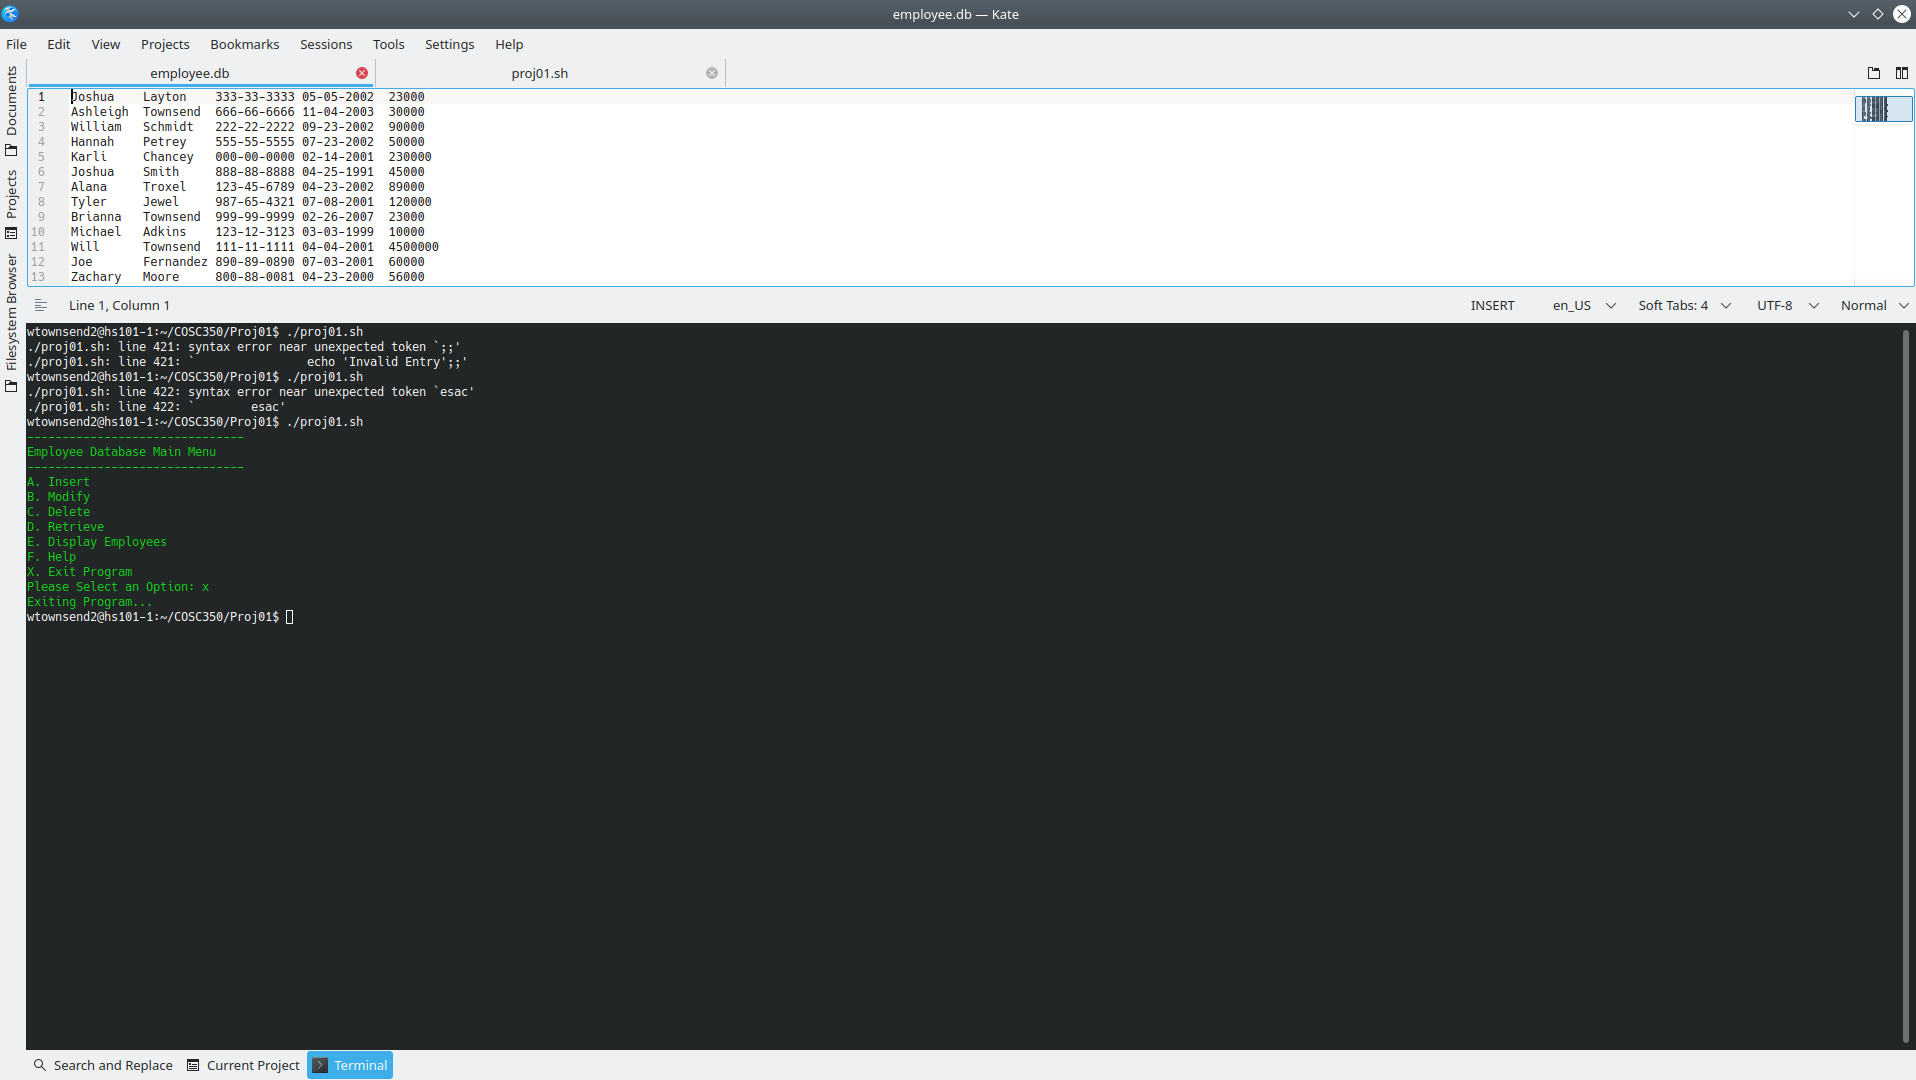 employee.db — Kate
File Edit View Projects Bookmarks Sessions Tools Settings Help
employee.db proj01.sh
Documents
Projects
Filesystem Browser
1 Joshua Layton 333-33-3333 05-05-2002 23000
2 Ashleigh Townsend 666-66-6666 11-04-2003 30000
3 William Schmidt 222-22-2222 09-23-2002 90000
4 Hannah Petrey 555-55-5555 07-23-2002 50000
5 Karli Chancey 000-00-0000 02-14-2001 230000
6 Joshua Smith 888-88-8888 04-25-1991 45000
7 Alana Troxel 123-45-6789 04-23-2002 89000
8 Tyler Jewel 987-65-4321 07-08-2001 120000
9 Brianna Townsend 999-99-9999 02-26-2007 23000
10 Michael Adkins 123-12-3123 03-03-1999 10000
11 Will Townsend 111-11-1111 04-04-2001 4500000
12 Joe Fernandez 890-89-0890 07-03-2001 60000
13 Zachary Moore 800-88-0081 04-23-2000 56000
Line 1, Column 1 INSERT en_US Soft Tabs: 4 UTF-8 Normal
wtownsend2@hs101-1:~/COSC350/Proj01$ ./proj01.sh
./proj01.sh: line 421: syntax error near unexpected token `;;'
./proj01.sh: line 421: `                echo 'Invalid Entry';;'
wtownsend2@hs101-1:~/COSC350/Proj01$ ./proj01.sh
./proj01.sh: line 422: syntax error near unexpected token `esac'
./proj01.sh: line 422: `        esac'
wtownsend2@hs101-1:~/COSC350/Proj01$ ./proj01.sh
-------------------------------
Employee Database Main Menu
-------------------------------
A. Insert
B. Modify
C. Delete
D. Retrieve
E. Display Employees
F. Help
X. Exit Program
Please Select an Option: x
Exiting Program...
wtownsend2@hs101-1:~/COSC350/Proj01$
Search and Replace Current Project Terminal